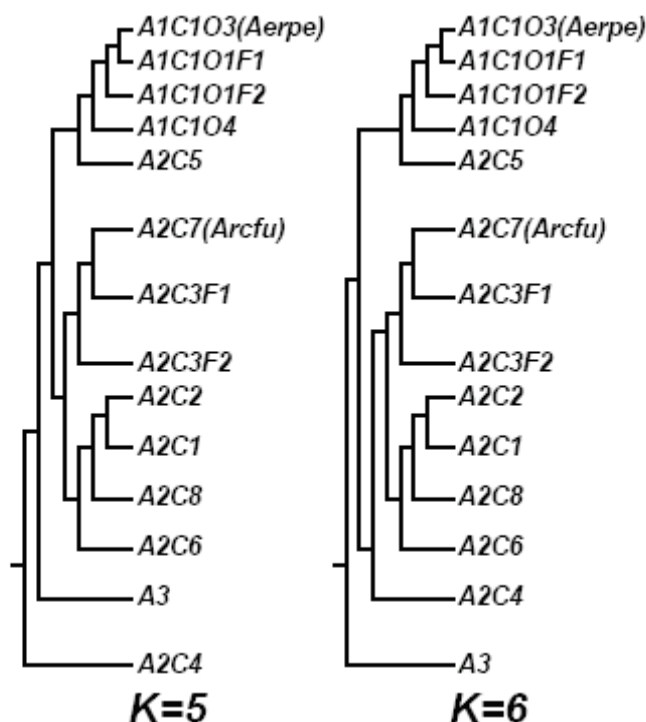 A1C1O3(Aerpe)
A1C1O1F1
A1C1O1F2
A1C1O4
A2C5
A2C7(Arcfu)
A2C3F1
A2C3F2
A2C2
A2C1
A2C8
A2C6
A3
A2C4
K=5
A1C1O3(Aerpe)
A1C1O1F1
A1C1O1F2
A1C1O4
A2C5
A2C7(Arcfu)
A2C3F1
A2C3F2
A2C2
A2C1
A2C8
A2C6
A2C4
A3
K=6